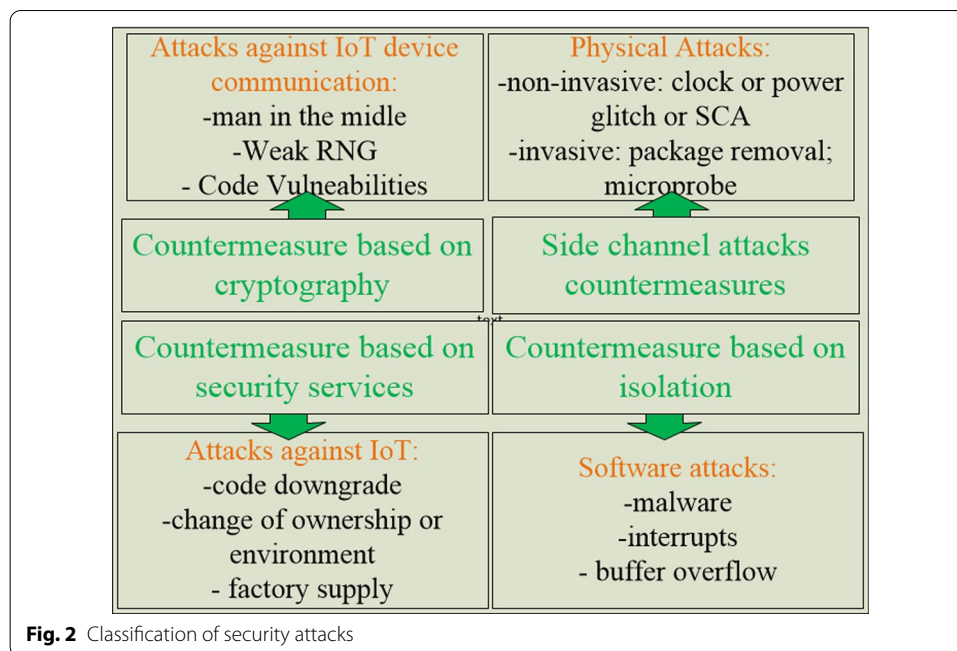 Attacks against IoT device
communication:
-man in the midle
-Weak RNG
- Code Vulneabilities
Physical Attacks:
-non-invasive: clock or power
glitch or SCA
-invasive: package removal;
microprobe
Countermeasure based on
cryptography
Side channel attacks
countermeasures
text
Countermeasure based on
security services
Countermeasure based on
isolation
Attacks against IoT:
-code downgrade
-change of ownership or
environment
- factory supply
Software attacks:
-malware
-interrupts
- buffer overflow
Fig. 2 Classification of security attacks